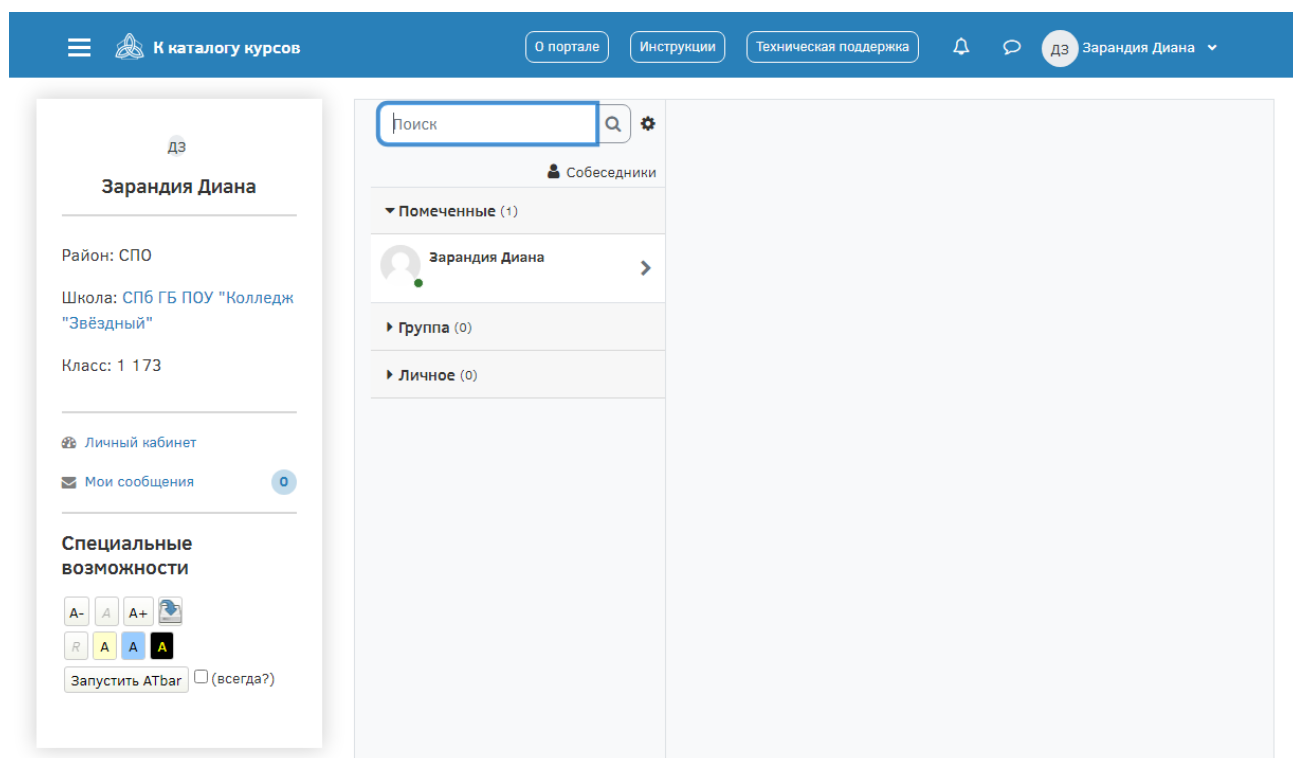 К каталогу курсов
О портале
Инструкции
Техническая поддержка
ДЗ
Зарандия Диана
ДЗ
Зарандия Диана
Район: СПО
Школа: СПб ГБ ПОУ "Колледж
"Звёздный"
Класс: 1 173
Личный кабинет
Мои сообщения
0
Специальные
возможности
A-
A
A+
R
A
A
A
Запустить ATbar
(всегда?)
Поиск
Собеседники
Помеченные (1)
Зарандия Диана
Группа (0)
Личное (0)